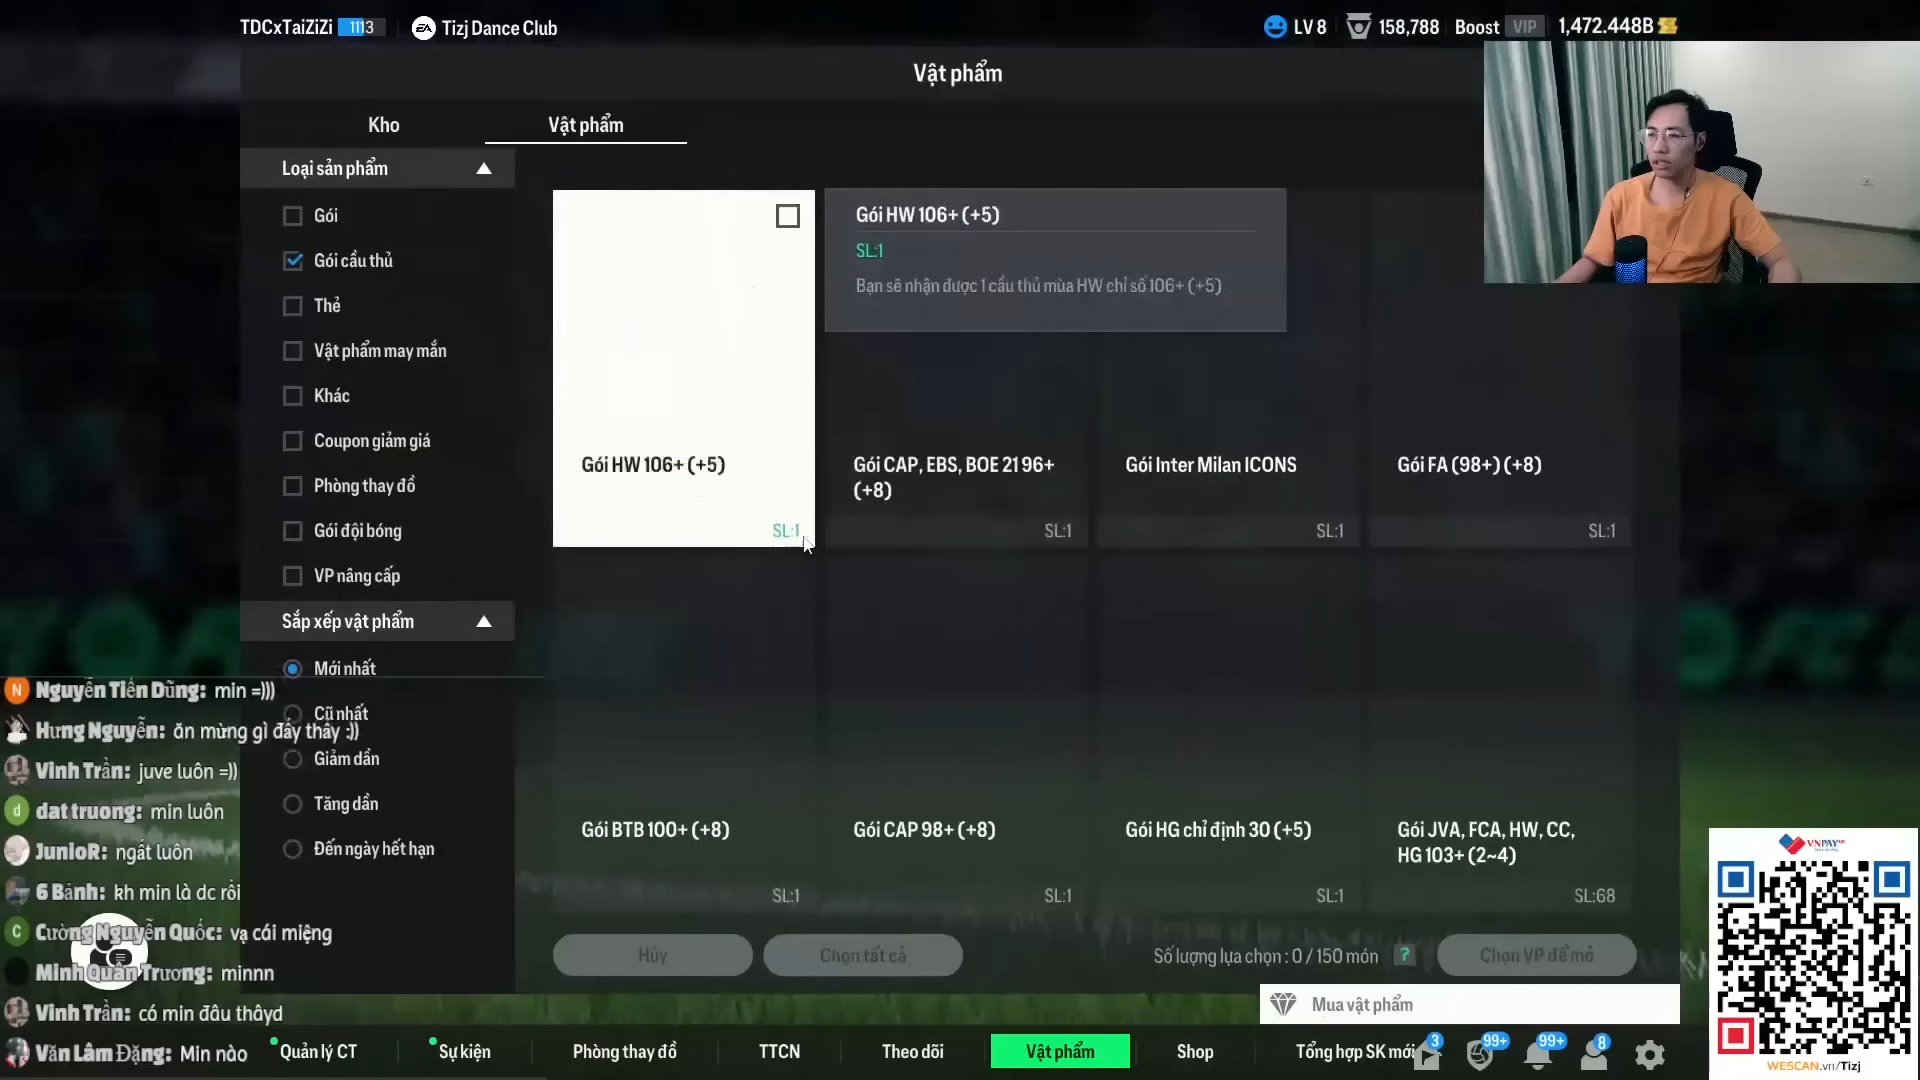 TDCxTaiZiZi 1113 Tizj Dance Club LV 8 158,788 Boost VIP 1,472.448B
Vật phẩm
Kho Vật phẩm
Loại sản phẩm
Gói
Gói cầu thủ
Thẻ
Vật phẩm may mắn
Khác
Coupon giảm giá
Phòng thay đồ
Gói đội bóng
VP nâng cấp
Sắp xếp vật phẩm
Mới nhất
Cũ nhất
Giảm dần
Tăng dần
Đến ngày hết hạn
Gói HW 106+ (+5)
SL:1
Bạn sẽ nhận được 1 cầu thủ mùa HW chỉ số 106+ (+5)
Gói HW 106+ (+5)
SL:1
Gói CAP, EBS, BOE 21 96+
(+8)
SL:1
Gói Inter Milan ICONS
SL:1
Gói FA (98+) (+8)
SL:1
Gói BTB 100+ (+8)
SL:1
Gói CAP 98+ (+8)
SL:1
Gói HG chỉ định 30 (+5)
SL:1
Gói JVA, FCA, HW, CC,
HG 103+ (2~4)
SL:68
Hủy Chọn tất cả Số lượng lựa chọn : 0 / 150 món ? Chọn VP để mở
Mua vật phẩm
N Nguyễn Tiến Dũng: min =)))
Hưng Nguyễn: ăn mừng gì đấy thầy :))
Vinh Trần: juve luôn =))
d dat truong: min luôn
JunioR: ngất luôn
6 Bảnh: kh min là dc rồi
C Cường Nguyễn Quốc: vạ cái miệng
Minh Quân Trương: minnn
Vinh Trần: có min đâu thâyd
Văn Lâm Đặng: Min nào
Quản lý CT Sự kiện Phòng thay đồ TTCN Theo dõi Vật phẩm Shop Tổng hợp SK mới 3 99+ 99+ 8
VNPAY
WESCAN.vn/Tizj